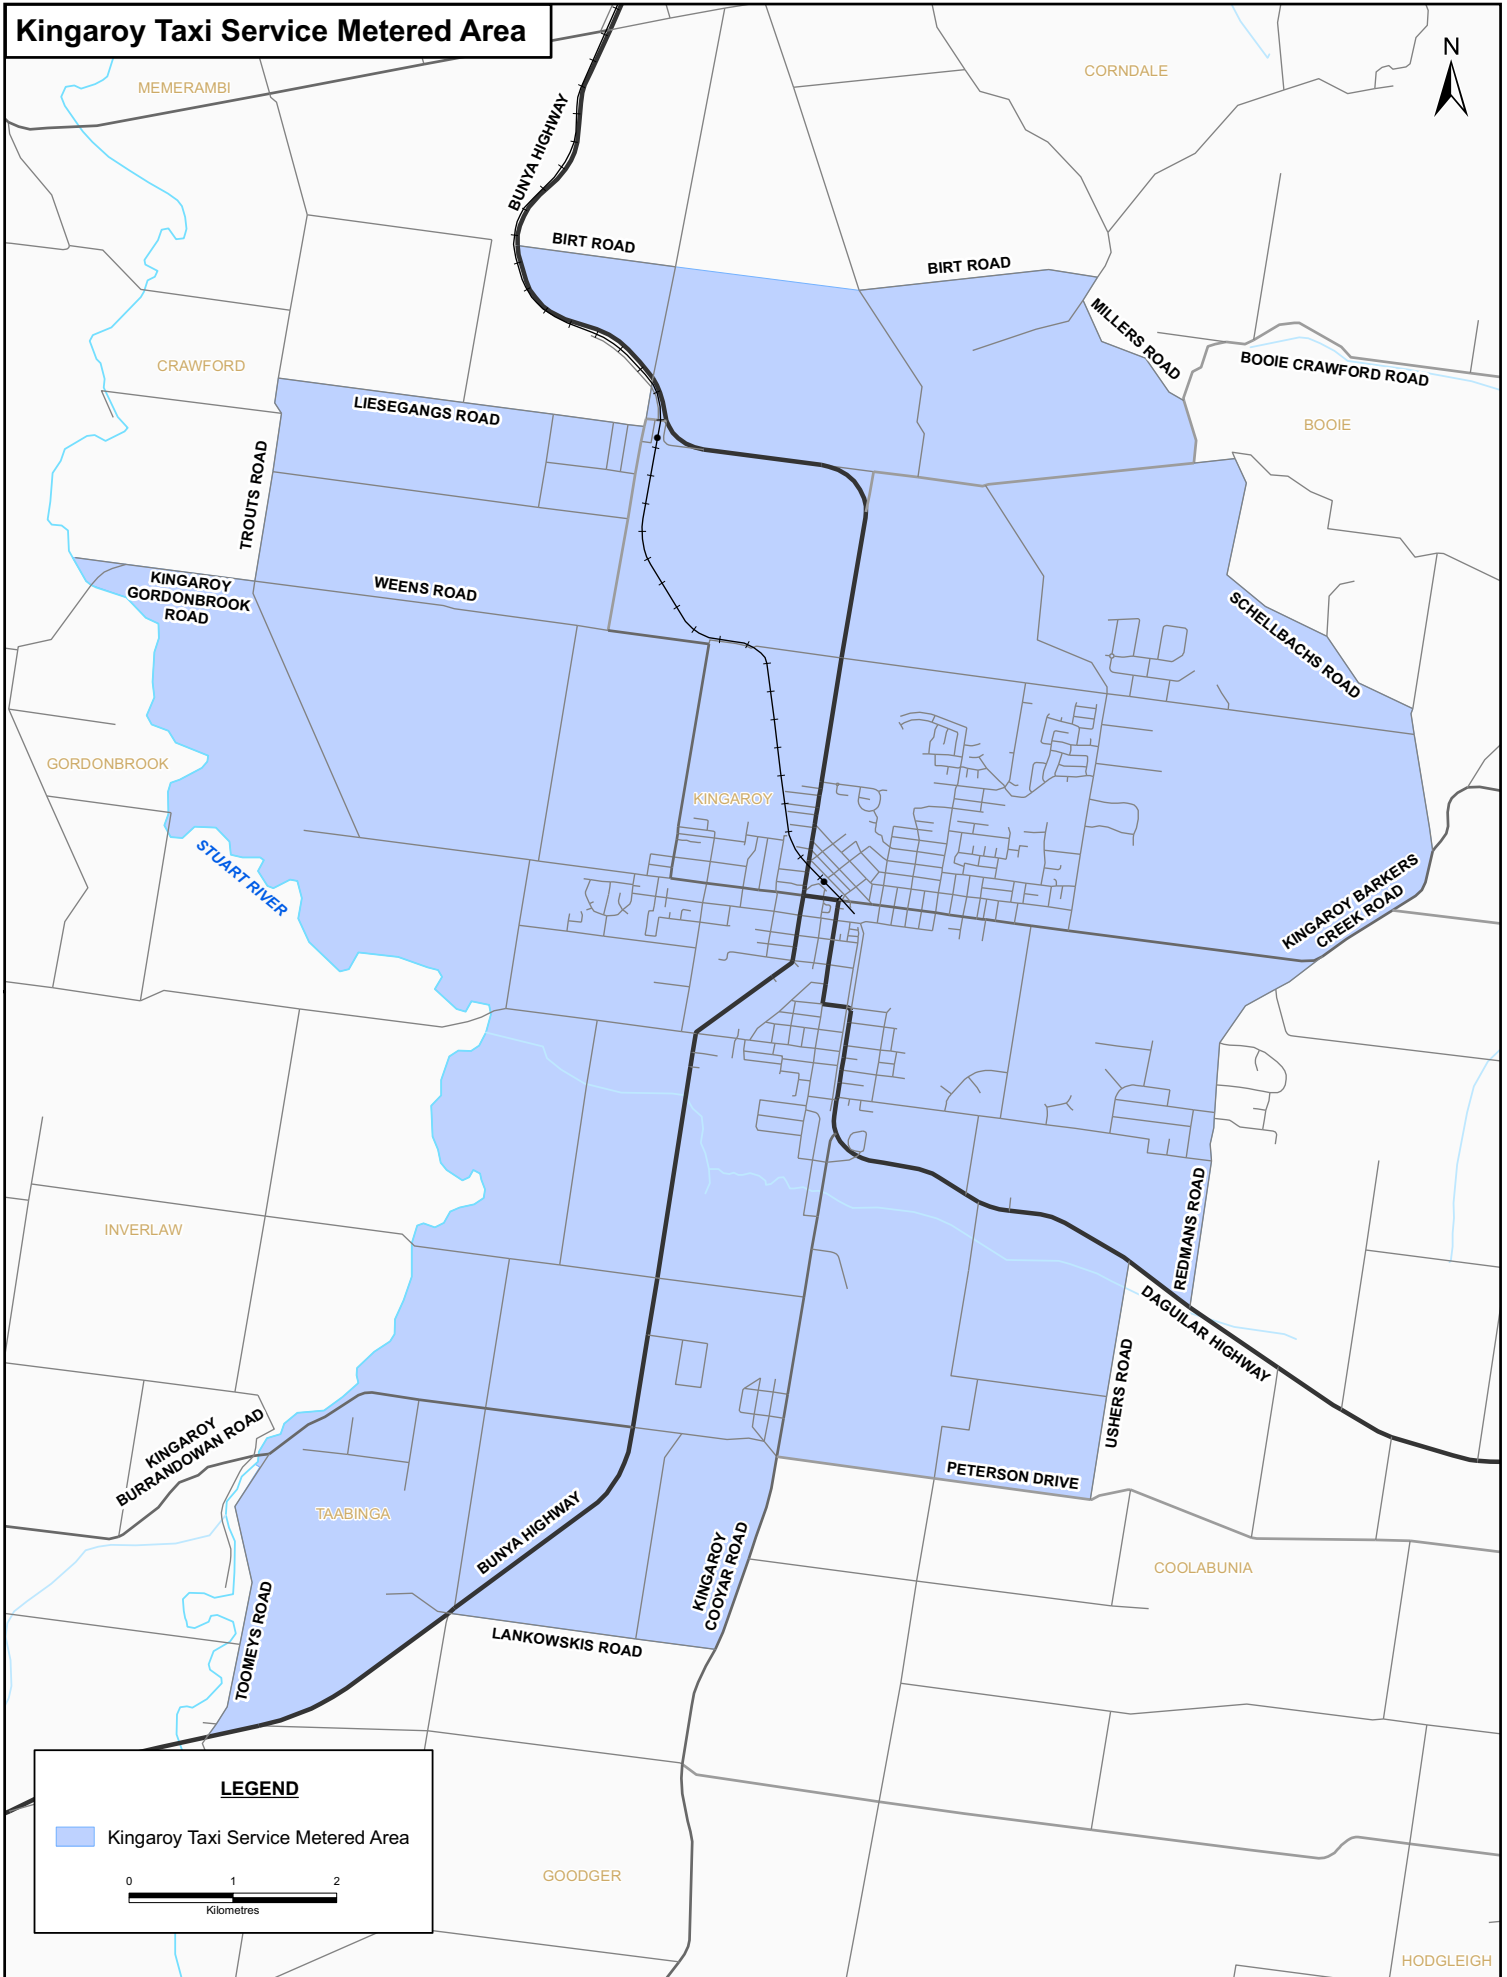 Kingaroy Taxi Service Metered Area
N
MEMERAMBI
CORNDALE
BUNYA HIGHWAY
BIRT ROAD
BIRT ROAD
MILLERS ROAD
BOOIE CRAWFORD ROAD
CRAWFORD
LIESEGANGS ROAD
BOOIE
TROUTS ROAD
KINGAROY
GORDONBROOK
ROAD
WEENS ROAD
SCHELLBACHS ROAD
GORDONBROOK
KINGAROY
STUART RIVER
KINGAROY BARKERS
CREEK ROAD
INVERLAW
REDMANS ROAD
DAGUILAR HIGHWAY
USHERS ROAD
KINGAROY
BURRANDOWAN ROAD
PETERSON DRIVE
TAABINGA
BUNYA HIGHWAY
KINGAROY
COOYAR ROAD
COOLABUNIA
TOOMEYS ROAD
LANKOWSKIS ROAD
LEGEND
Kingaroy Taxi Service Metered Area
0 1 2
Kilometres
GOODGER
HODGLEIGH